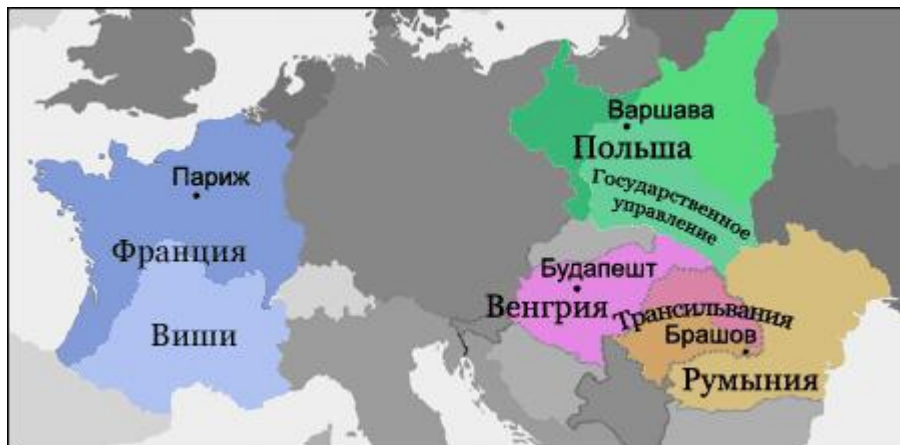 Париж
Франция
Виши
Варшава
Польша
Государственное
управление
Будапешт
Венгрия
Трансильвания
Брашов
Румыния